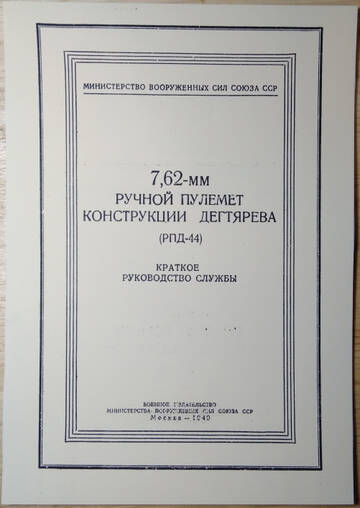 МИНИСТЕРСТВО ВООРУЖЕННЫХ СИЛ СОЮЗА ССР
7,62-мм
РУЧНОЙ ПУЛЕМЕТ
КОНСТРУКЦИИ ДЕГТЯРЕВА
(РПД-44)
КРАТКОЕ
РУКОВОДСТВО СЛУЖБЫ
ВОЕННОЕ ИЗДАТЕЛЬСТВО
МИНИСТЕРСТВА ВООРУЖЕННЫХ СИЛ СОЮЗА ССР
Москва — 1949